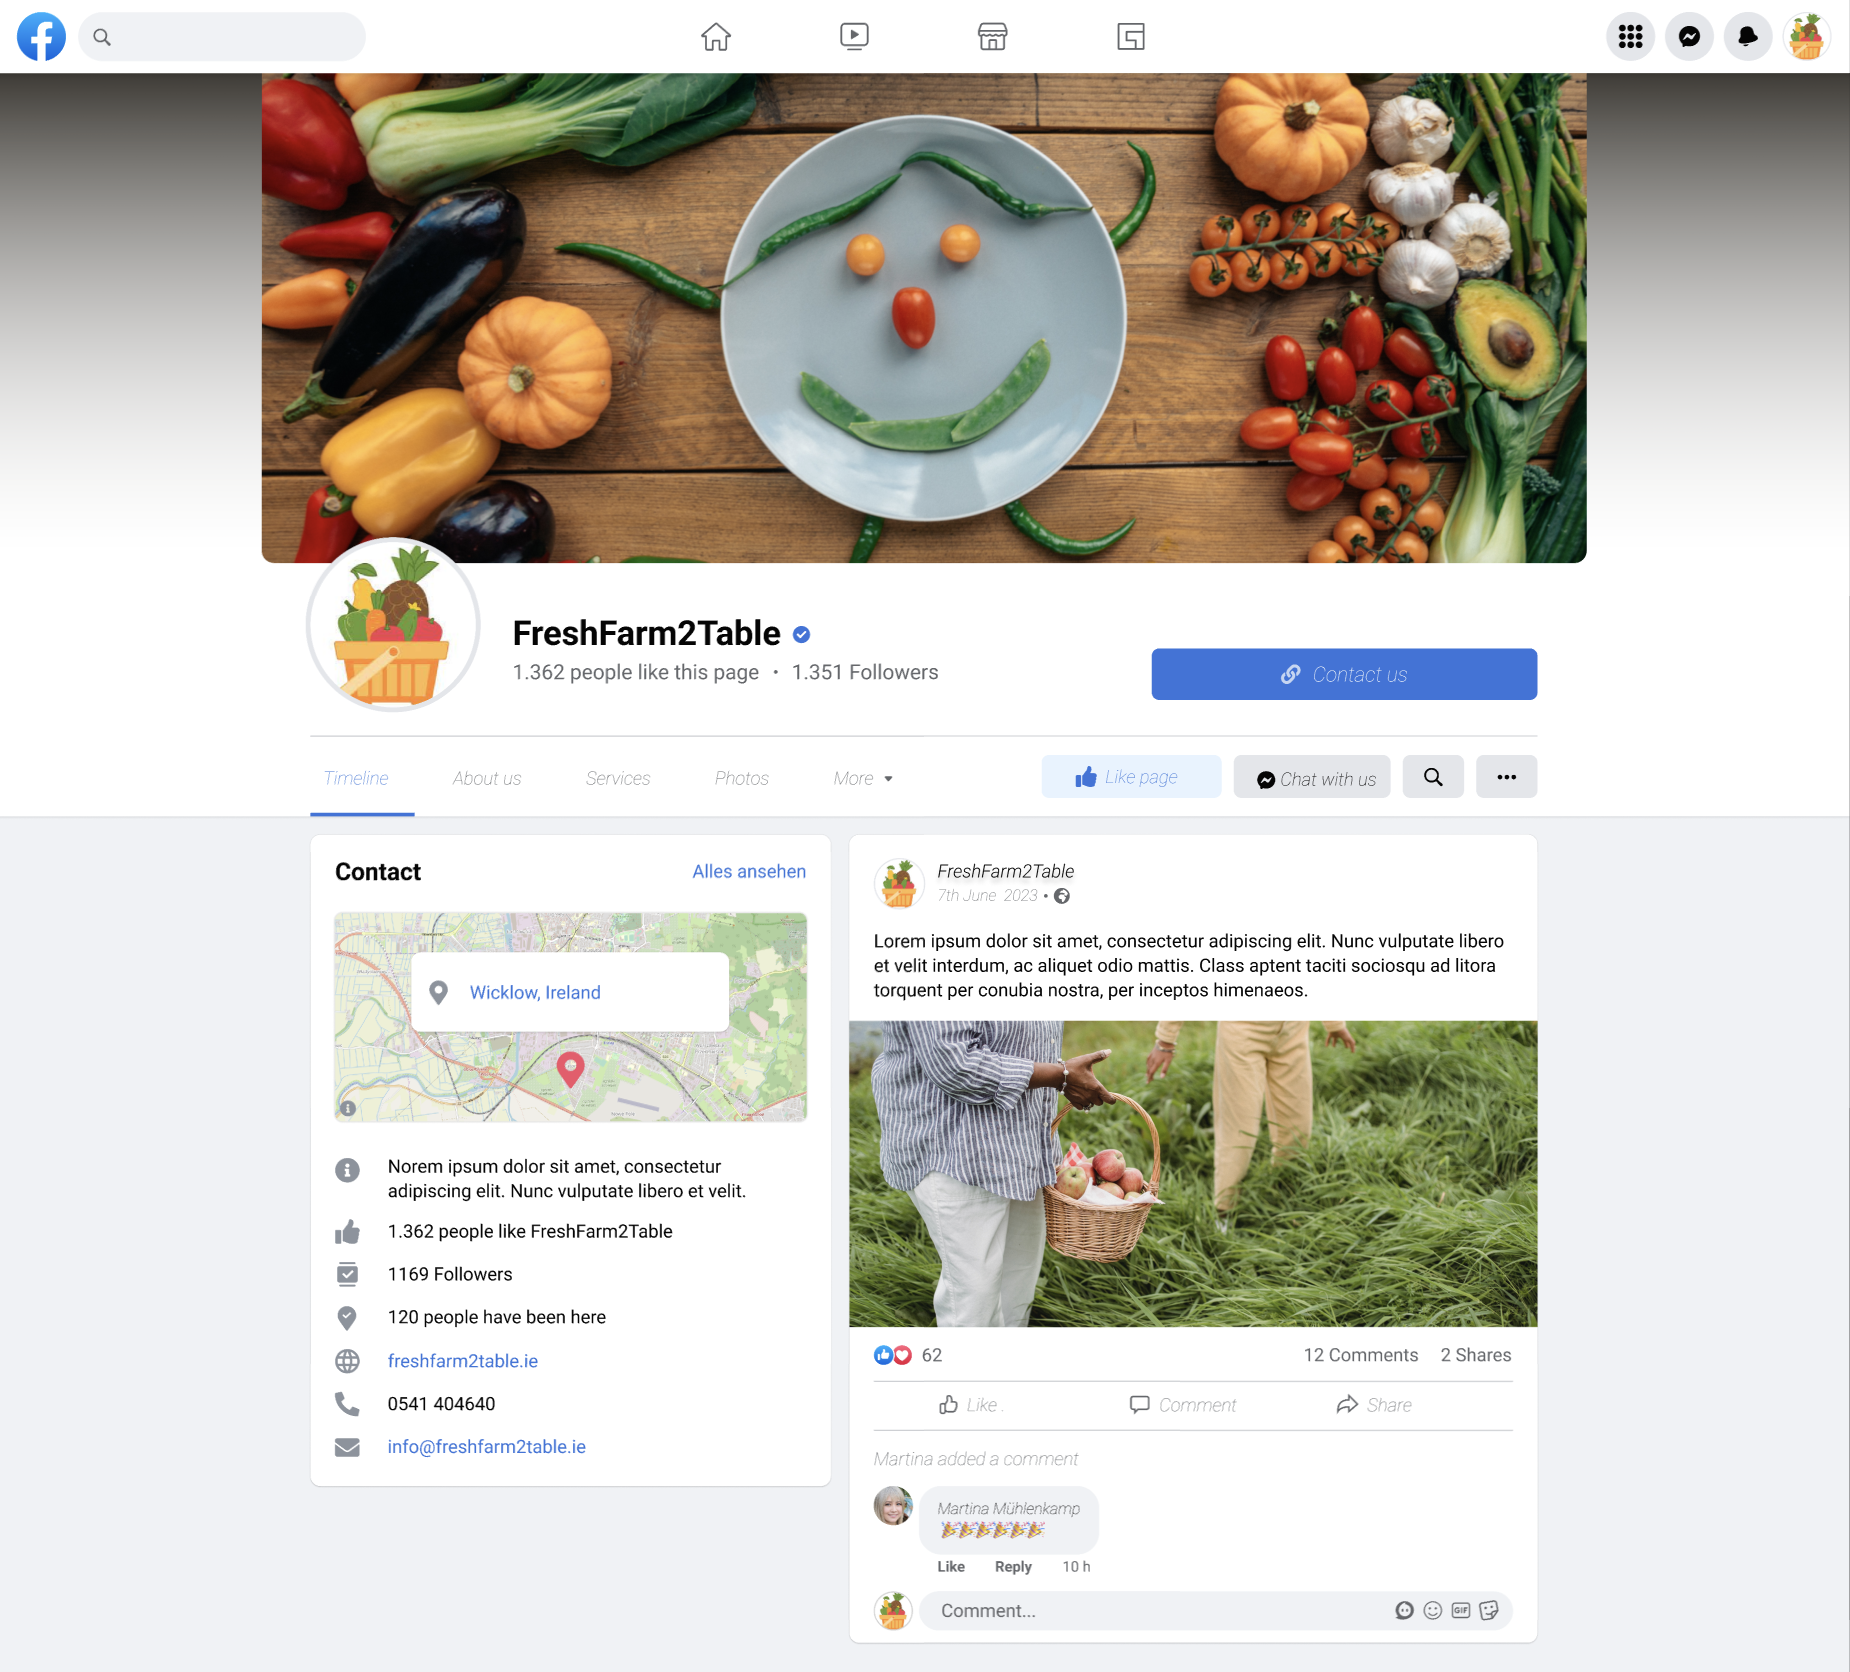 FreshFarm2Table
1.362 people like this page • 1.351 Followers
Contact us
Timeline
About us
Services
Photos
More
Like page
Chat with us
Contact
Alles ansehen
Wicklow, Ireland
Norem ipsum dolor sit amet, consectetur
adipiscing elit. Nunc vulputate libero et velit.
1.362 people like FreshFarm2Table
1169 Followers
120 people have been here
freshfarm2table.ie
0541 404640
info@freshfarm2table.ie
FreshFarm2Table
7th June 2023 •
Lorem ipsum dolor sit amet, consectetur adipiscing elit. Nunc vulputate libero
et velit interdum, ac aliquet odio mattis. Class aptent taciti sociosqu ad litora
torquent per conubia nostra, per inceptos himenaeos.
62
12 Comments 2 Shares
Like .
Comment
Share
Martina added a comment
Martina Mühlenkamp
🎉🎉🎉🎉🎉🎉
Like Reply 10 h
Comment...
GIF